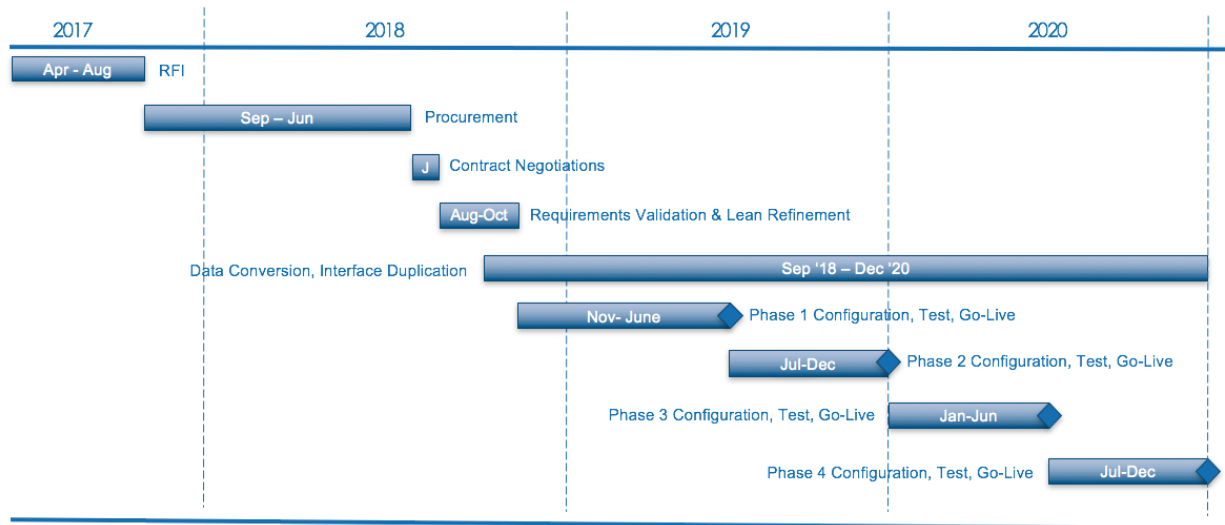 2017 2018 2019 2020
Apr - Aug RFI
Sep – Jun Procurement
J Contract Negotiations
Aug-Oct Requirements Validation & Lean Refinement
Data Conversion, Interface Duplication Sep '18 – Dec '20
Nov- June Phase 1 Configuration, Test, Go-Live
Jul-Dec Phase 2 Configuration, Test, Go-Live
Phase 3 Configuration, Test, Go-Live Jan-Jun
Phase 4 Configuration, Test, Go-Live Jul-Dec